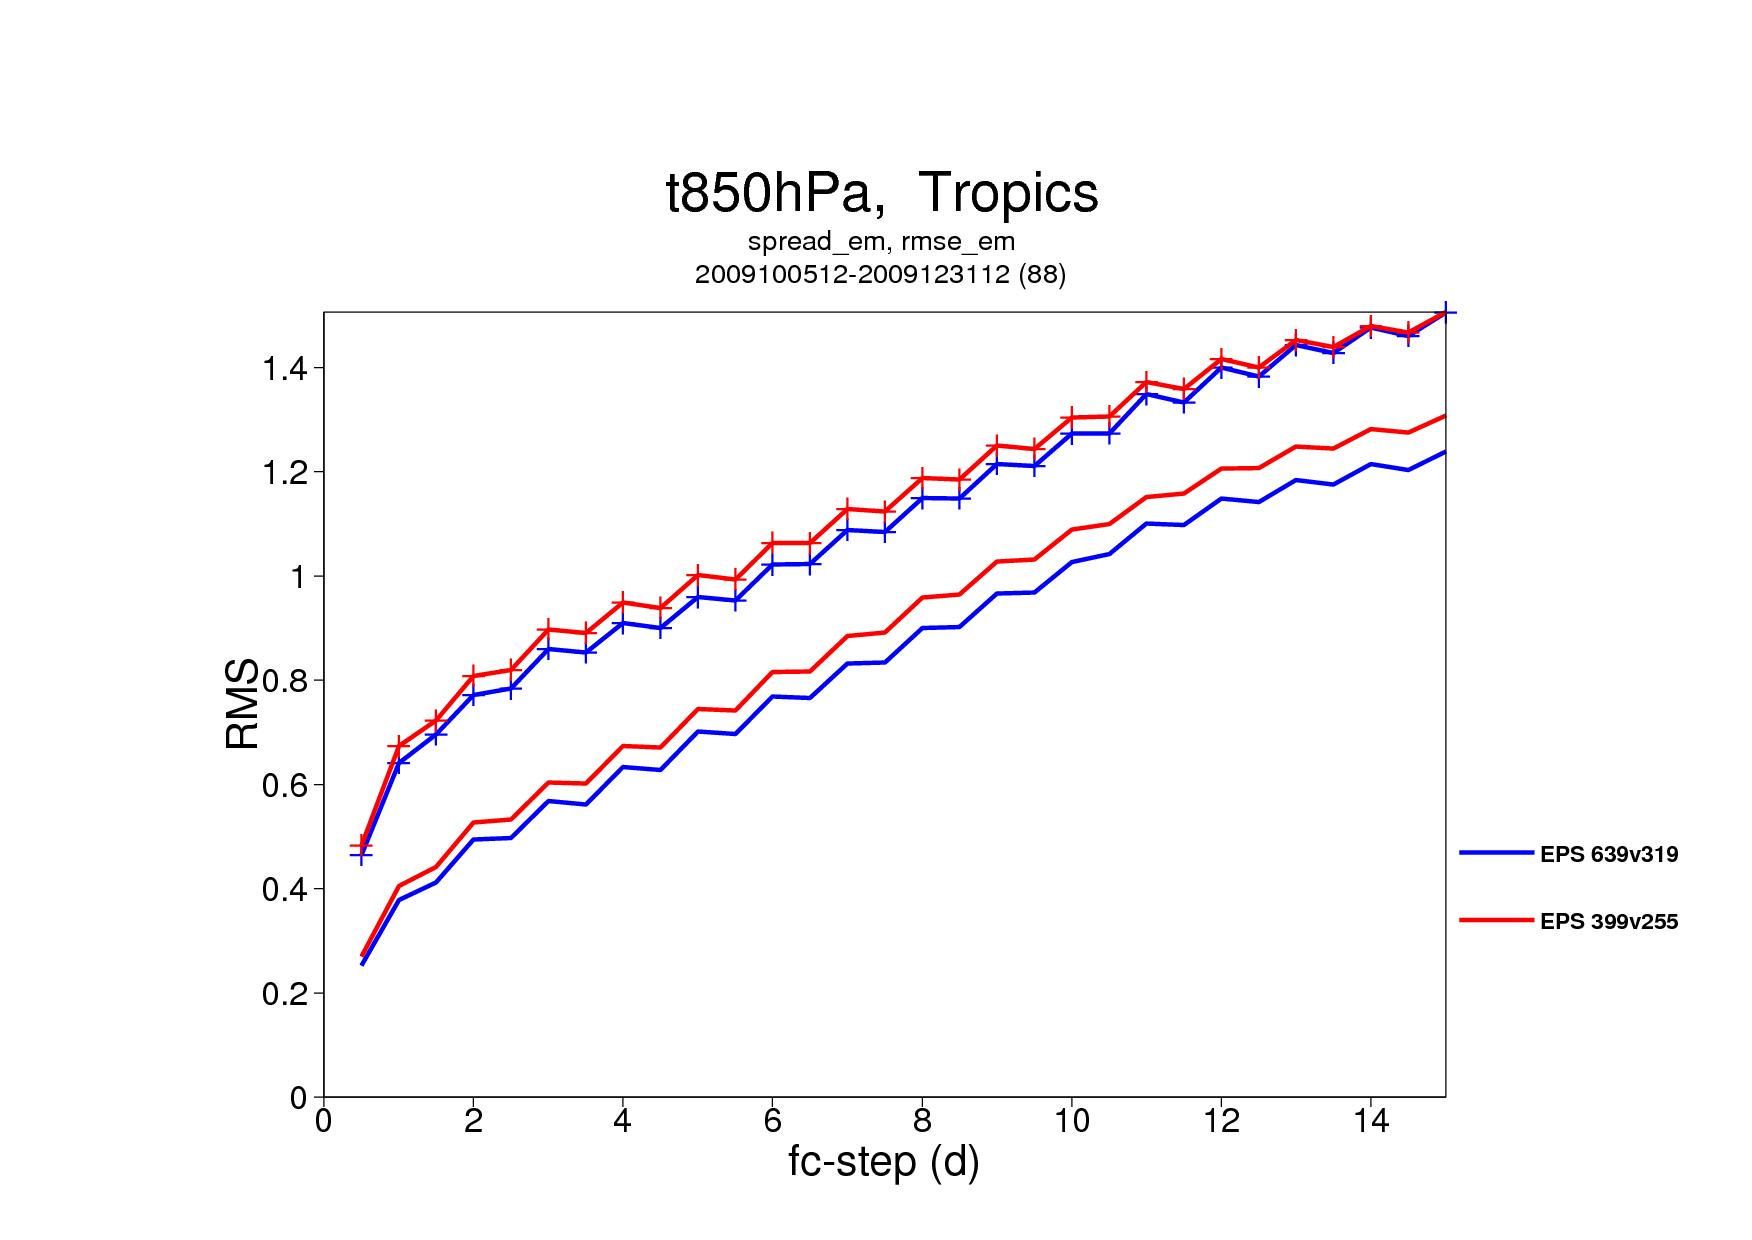 t850hPa, Tropics
spread_em, rmse_em
2009100512-2009123112 (88)
1.4
1.2
1
0.8
0.6
0.4
0.2
0
RMS
0 2 4 6 8 10 12 14
fc-step (d)
EPS 639v319
EPS 399v255